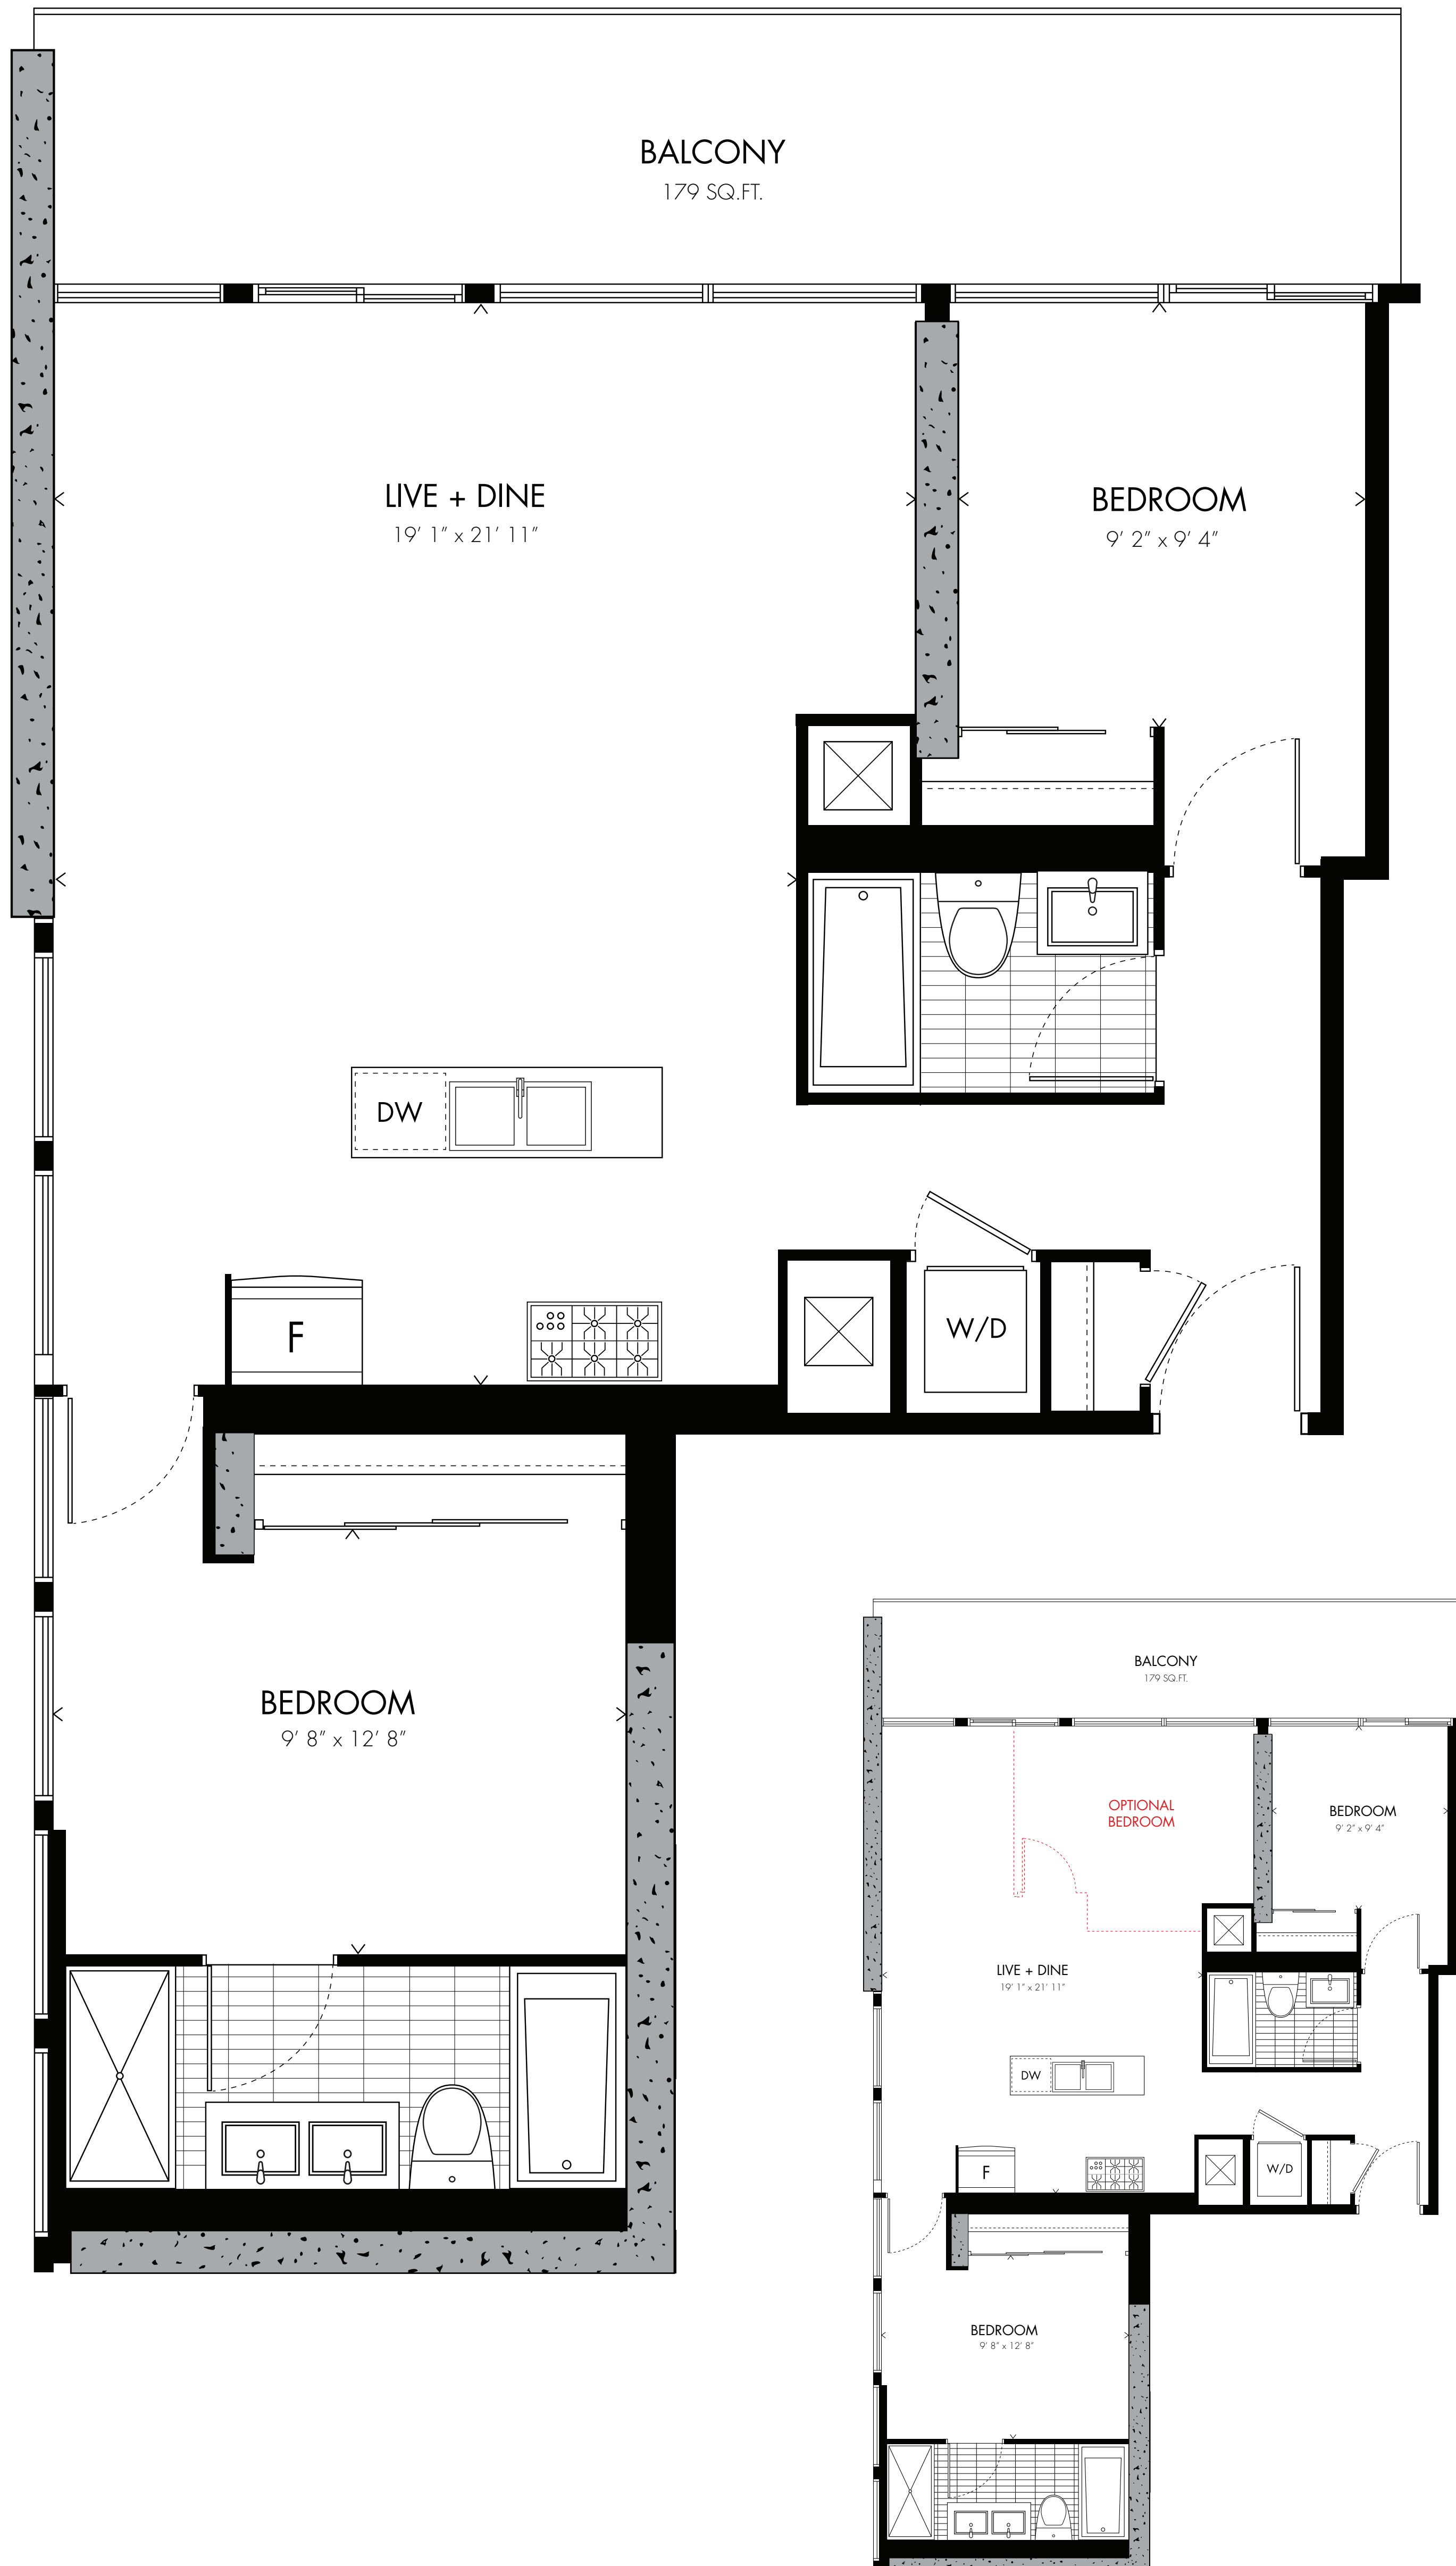 BALCONY
179 SQ.FT.
LIVE + DINE
19' 1" x 21' 11"
BEDROOM
9' 2" x 9' 4"
DW
F
W/D
BEDROOM
9' 8" x 12' 8"
BALCONY
179 SQ.FT.
OPTIONAL
BEDROOM
BEDROOM
9' 2" x 9' 4"
LIVE + DINE
19' 1" x 21' 11"
DW
F
W/D
BEDROOM
9' 8" x 12' 8"